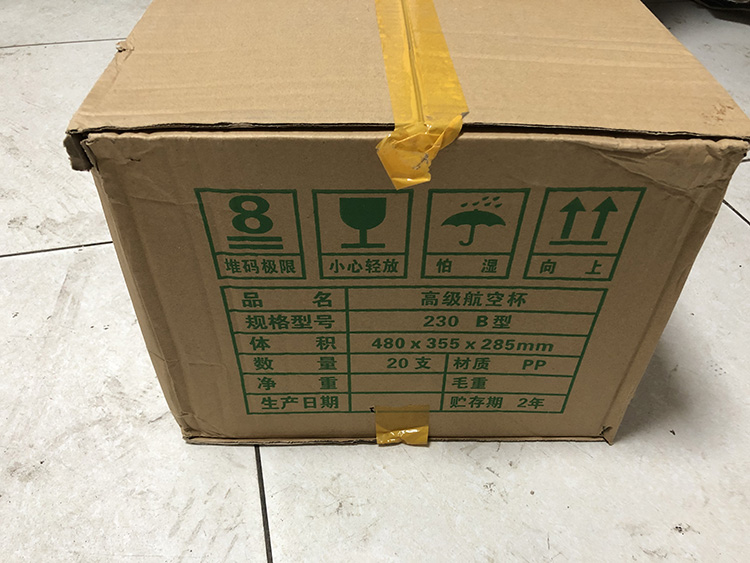 8
堆码极限 小心轻放 怕 湿 向 上
品 名 高级航空杯
规格型号 230 B型
体 积 480 x 355 x 285mm
数 量 20支 材质 PP
净 重 毛重
生产日期 贮存期 2年